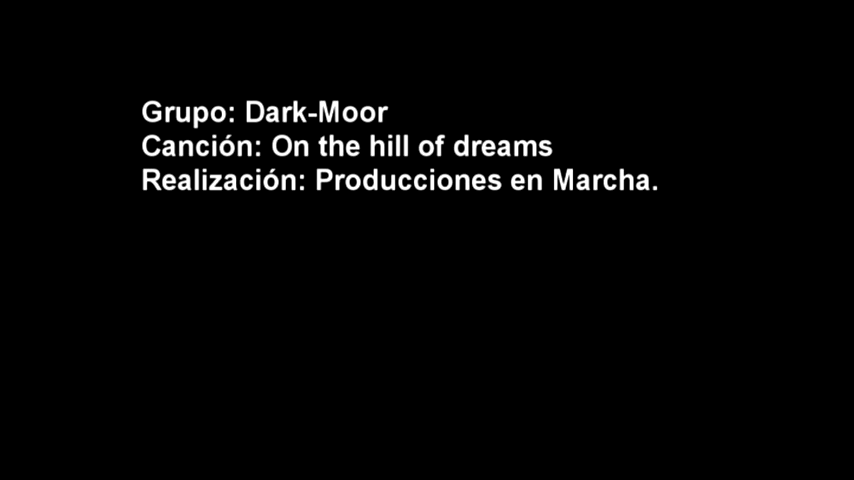 Grupo: Dark-Moor
Canción: On the hill of dreams
Realización: Producciones en Marcha.